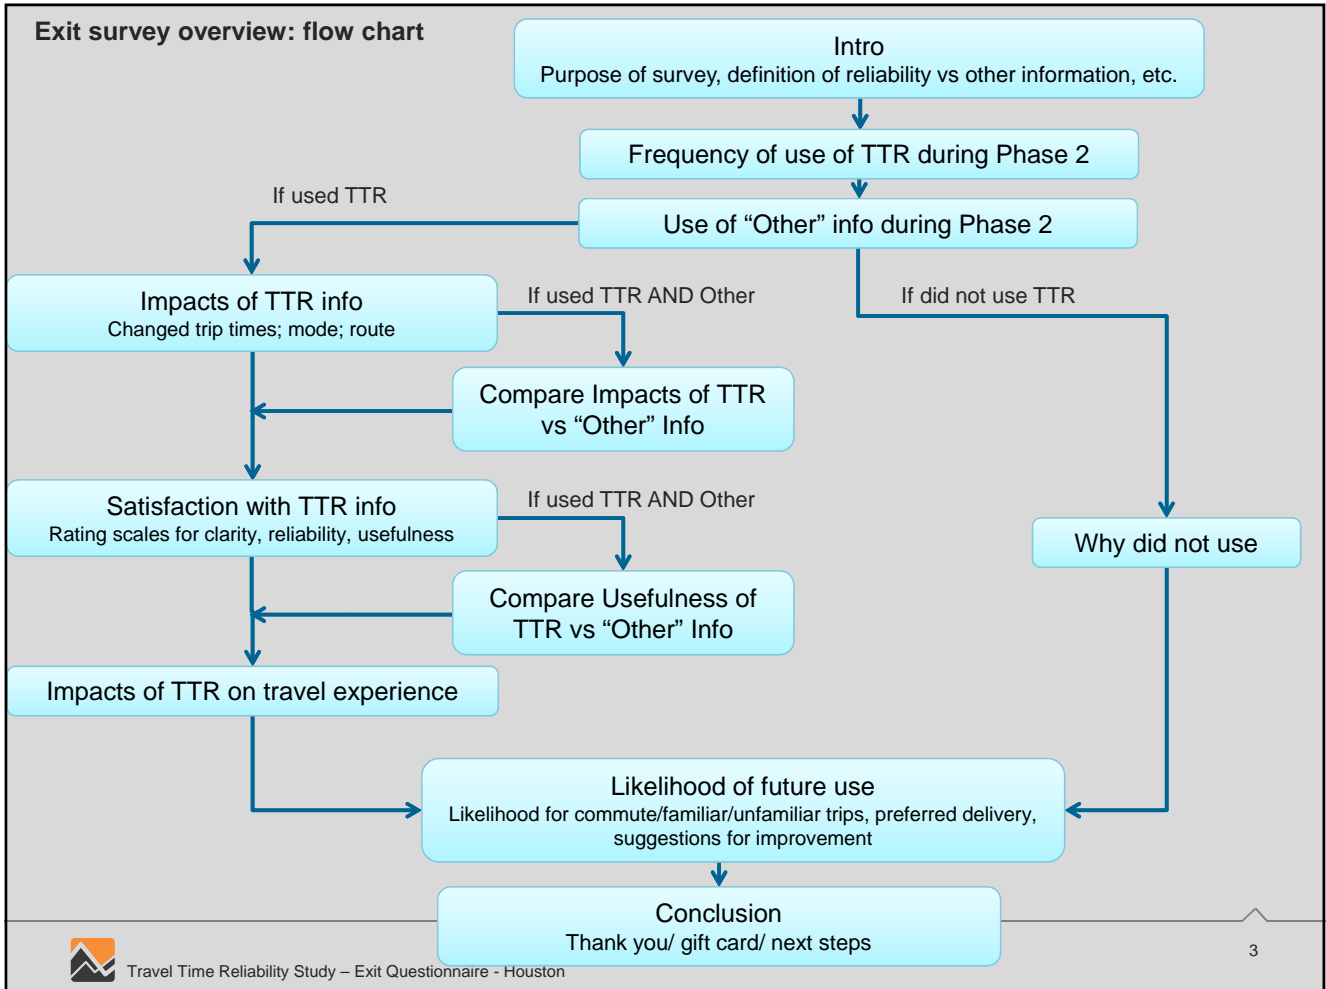 Exit survey overview: flow chart
Intro
Purpose of survey, definition of reliability vs other information, etc.
Frequency of use of TTR during Phase 2
If used TTR
Use of “Other” info during Phase 2
Impacts of TTR info
Changed trip times; mode; route
If used TTR AND Other
If did not use TTR
Compare Impacts of TTR
vs “Other” Info
Satisfaction with TTR info
Rating scales for clarity, reliability, usefulness
If used TTR AND Other
Why did not use
Compare Usefulness of
TTR vs “Other” Info
Impacts of TTR on travel experience
Likelihood of future use
Likelihood for commute/familiar/unfamiliar trips, preferred delivery,
suggestions for improvement
Conclusion
Thank you/ gift card/ next steps
Travel Time Reliability Study – Exit Questionnaire - Houston
3